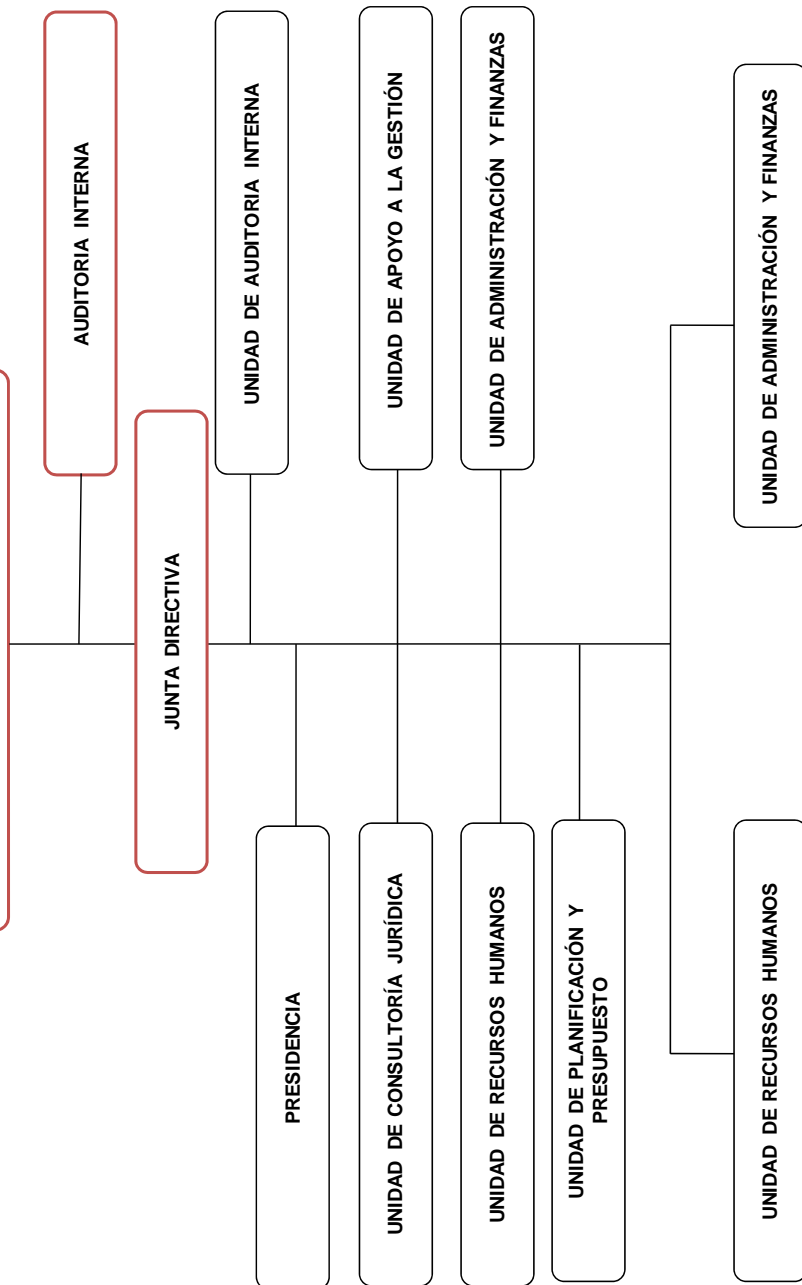 AUDITORIA INTERNA
JUNTA DIRECTIVA
UNIDAD DE AUDITORIA INTERNA
PRESIDENCIA
UNIDAD DE CONSULTORÍA JURÍDICA
UNIDAD DE APOYO A LA GESTIÓN
UNIDAD DE RECURSOS HUMANOS
UNIDAD DE ADMINISTRACIÓN Y FINANZAS
UNIDAD DE PLANIFICACIÓN Y
PRESUPUESTO
UNIDAD DE RECURSOS HUMANOS
UNIDAD DE ADMINISTRACIÓN Y FINANZAS